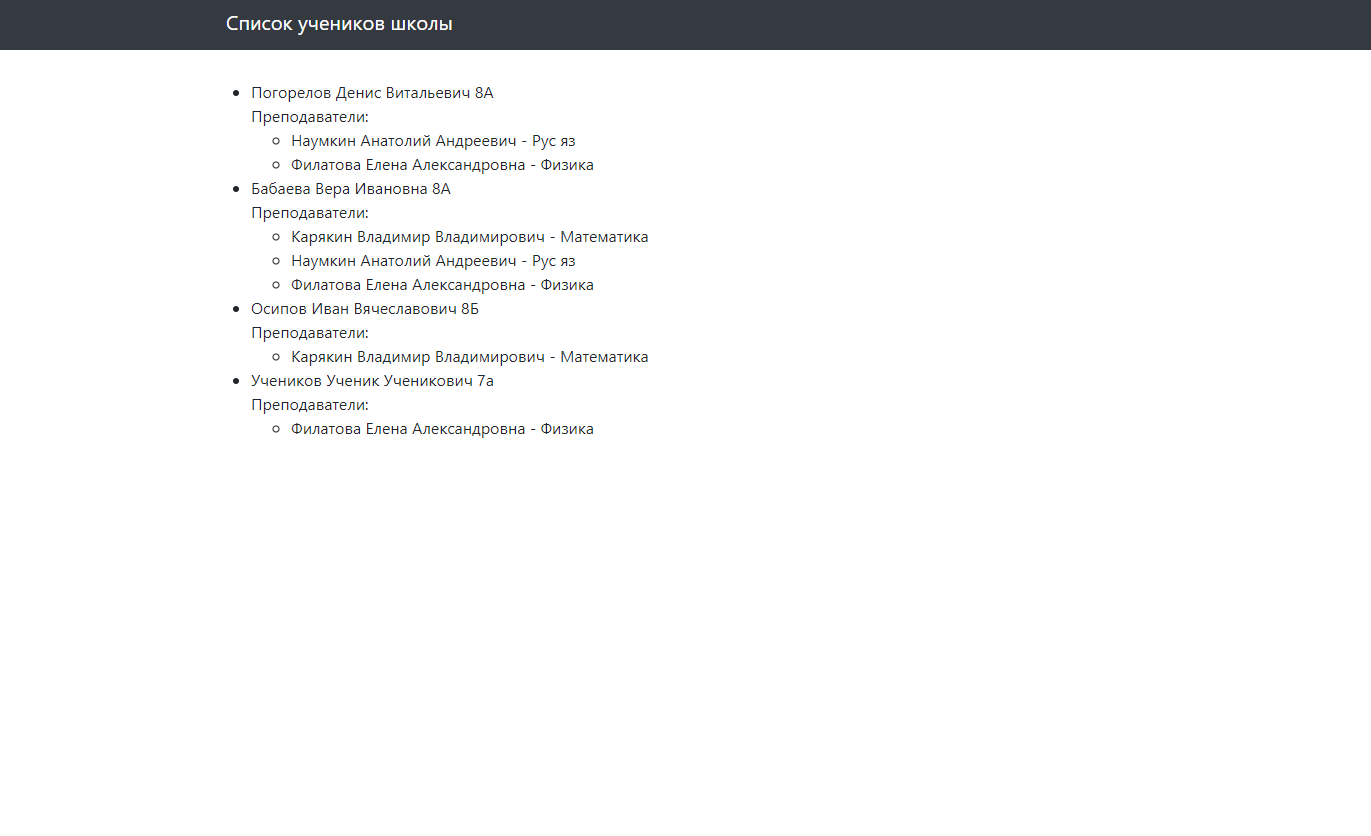 Список учеников школы
Погорелов Денис Витальевич 8А
Преподаватели:
Наумкин Анатолий Андреевич - Рус яз
Филатова Елена Александровна - Физика
Бабаева Вера Ивановна 8А
Преподаватели:
Карякин Владимир Владимирович - Математика
Наумкин Анатолий Андреевич - Рус яз
Филатова Елена Александровна - Физика
Осипов Иван Вячеславович 8Б
Преподаватели:
Карякин Владимир Владимирович - Математика
Учеников Ученик Ученикович 7а
Преподаватели:
Филатова Елена Александровна - Физика